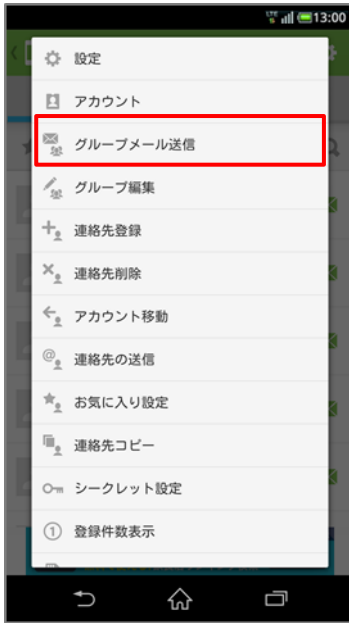 LTE 13:00
設定
アカウント
グループメール送信
グループ編集
連絡先登録
連絡先削除
アカウント移動
連絡先の送信
お気に入り設定
連絡先コピー
シークレット設定
1 登録件数表示